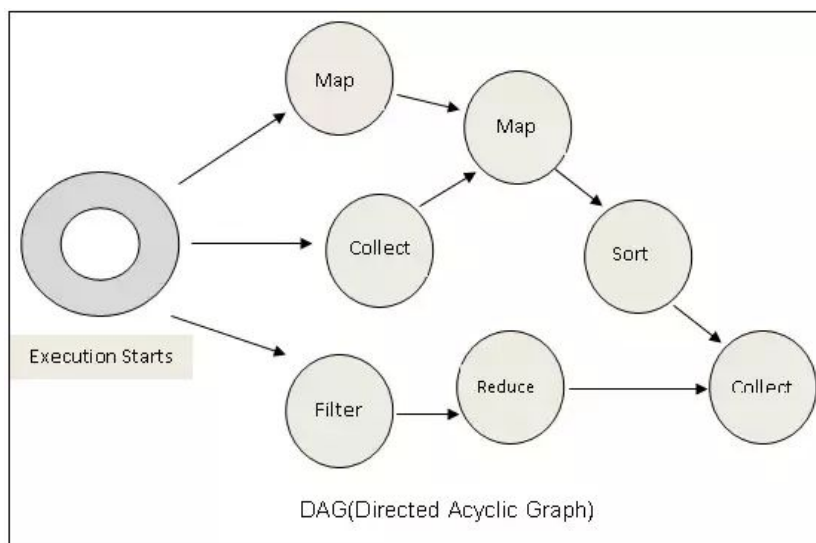 Map
Map
Collect
Sort
Execution Starts
Filter
Reduce
Collect
DAG(Directed Acyclic Graph)